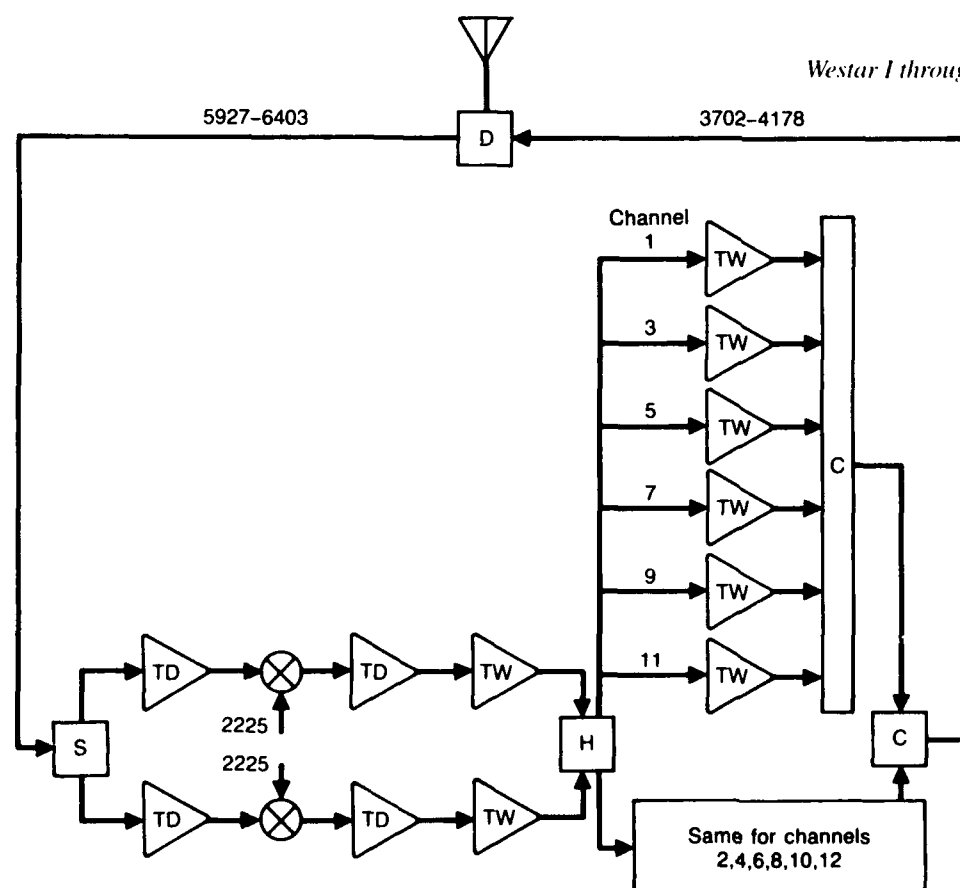 Westar I
5927–6403
D
3702–4178
Channel
1
TW
3
TW
5
TW
C
7
TW
9
TW
11
TW
TD
TD
TW
2225
S
H
C
2225
TD
TD
TW
Same for channels
2,4,6,8,10,12